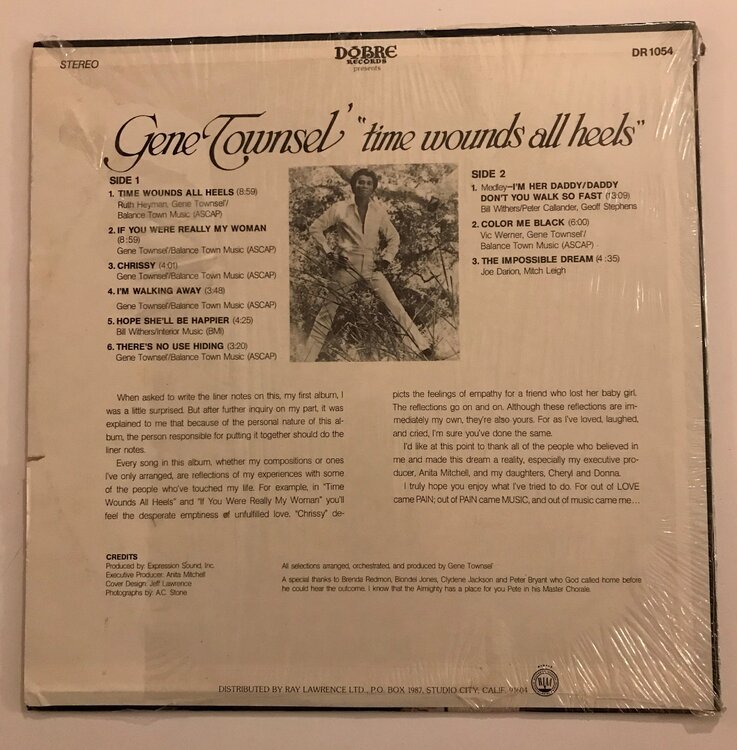 STEREO
DOBRE
RECORDS
presents
DR1054
Gene Townsel' "time wounds all heels"
SIDE 1
1. TIME WOUNDS ALL HEELS (8:59)
Ruth Heyman, Gene Townsel'/
Balance Town Music (ASCAP)
2. IF YOU WERE REALLY MY WOMAN
(8:59)
Gene Townsel'/Balance Town Music (ASCAP)
3. CHRISSY (4:01)
Gene Townsel'/Balance Town Music (ASCAP)
4. I'M WALKING AWAY (3:48)
Gene Townsel'/Balance Town Music (ASCAP)
5. HOPE SHE'LL BE HAPPIER (4:25)
Bill Withers/Interior Music (BMI)
6. THERE'S NO USE HIDING (3:20)
Gene Townsel'/Balance Town Music (ASCAP)
SIDE 2
1. Medley—I'M HER DADDY/DADDY
DON'T YOU WALK SO FAST (13:09)
Bill Withers/Peter Callander, Geoff Stephens
2. COLOR ME BLACK (6:00)
Vic Werner, Gene Townsel'/
Balance Town Music (ASCAP)
3. THE IMPOSSIBLE DREAM (4:35)
Joe Darion, Mitch Leigh
When asked to write the liner notes on this, my first album, I
was a little surprised. But after further inquiry on my part, it was
explained to me that because of the personal nature of this al-
bum, the person responsible for putting it together should do the
liner notes.
Every song in this album, whether my compositions or ones
I've only arranged, are reflections of my experiences with some
of the people who've touched my life. For example, in "Time
Wounds All Heels" and "If You Were Really My Woman" you'll
feel the desperate emptiness of unfulfilled love. "Chrissy" de-
picts the feelings of empathy for a friend who lost her baby girl.
The reflections go on and on. Although these reflections are im-
mediately my own, they're also yours. For as I've loved, laughed,
and cried, I'm sure you've done the same.
I'd like at this point to thank all of the people who believed in
me and made this dream a reality, especially my executive pro-
ducer, Anita Mitchell, and my daughters, Cheryl and Donna.
I truly hope you enjoy what I've tried to do. For out of LOVE
came PAIN; out of PAIN came MUSIC, and out of music came me...
CREDITS
Produced by: Expression Sound, Inc.
Executive Producer: Anita Mitchell
Cover Design: Jeff Lawrence
Photographs by: A.C. Stone
All selections arranged, orchestrated, and produced by Gene Townsel'
A special thanks to Brenda Redmon, Blondei Jones, Clydene Jackson and Peter Bryant who God called home before
he could hear the outcome. I know that the Almighty has a place for you Pete in his Master Chorale.
DISTRIBUTED BY RAY LAWRENCE LTD., P.O. BOX 1987, STUDIO CITY, CALIF. 91604